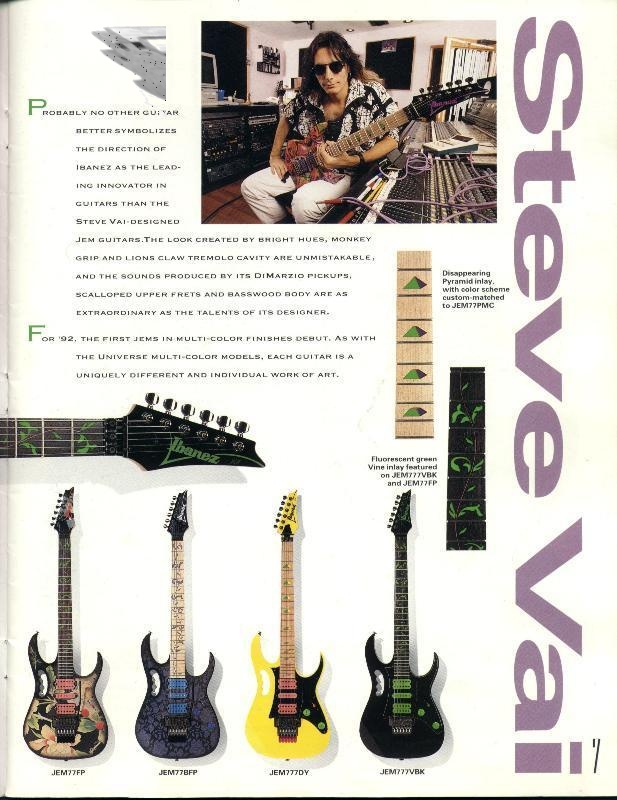 Steve Vai
PROBABLY NO OTHER GUITAR
BETTER SYMBOLIZES
THE DIRECTION OF
IBANEZ AS THE LEAD-
ING INNOVATOR IN
GUITARS THAN THE
STEVE VAI-DESIGNED
JEM GUITARS.THE LOOK CREATED BY BRIGHT HUES, MONKEY
GRIP AND LIONS CLAW TREMOLO CAVITY ARE UNMISTAKABLE,
AND THE SOUNDS PRODUCED BY ITS DIMARZIO PICKUPS,
SCALLOPED UPPER FRETS AND BASSWOOD BODY ARE AS
EXTRAORDINARY AS THE TALENTS OF ITS DESIGNER.
FOR '92, THE FIRST JEMS IN MULTI-COLOR FINISHES DEBUT. AS WITH
THE UNIVERSE MULTI-COLOR MODELS, EACH GUITAR IS A
UNIQUELY DIFFERENT AND INDIVIDUAL WORK OF ART.
Disappearing
Pyramid inlay,
with color scheme
custom-matched
to JEM77PMC
Ibanez
Fluorescent green
Vine inlay featured
on JEM777VBK
and JEM77FP
JEM77FP
JEM77BFP
JEM777DY
JEM777VBK